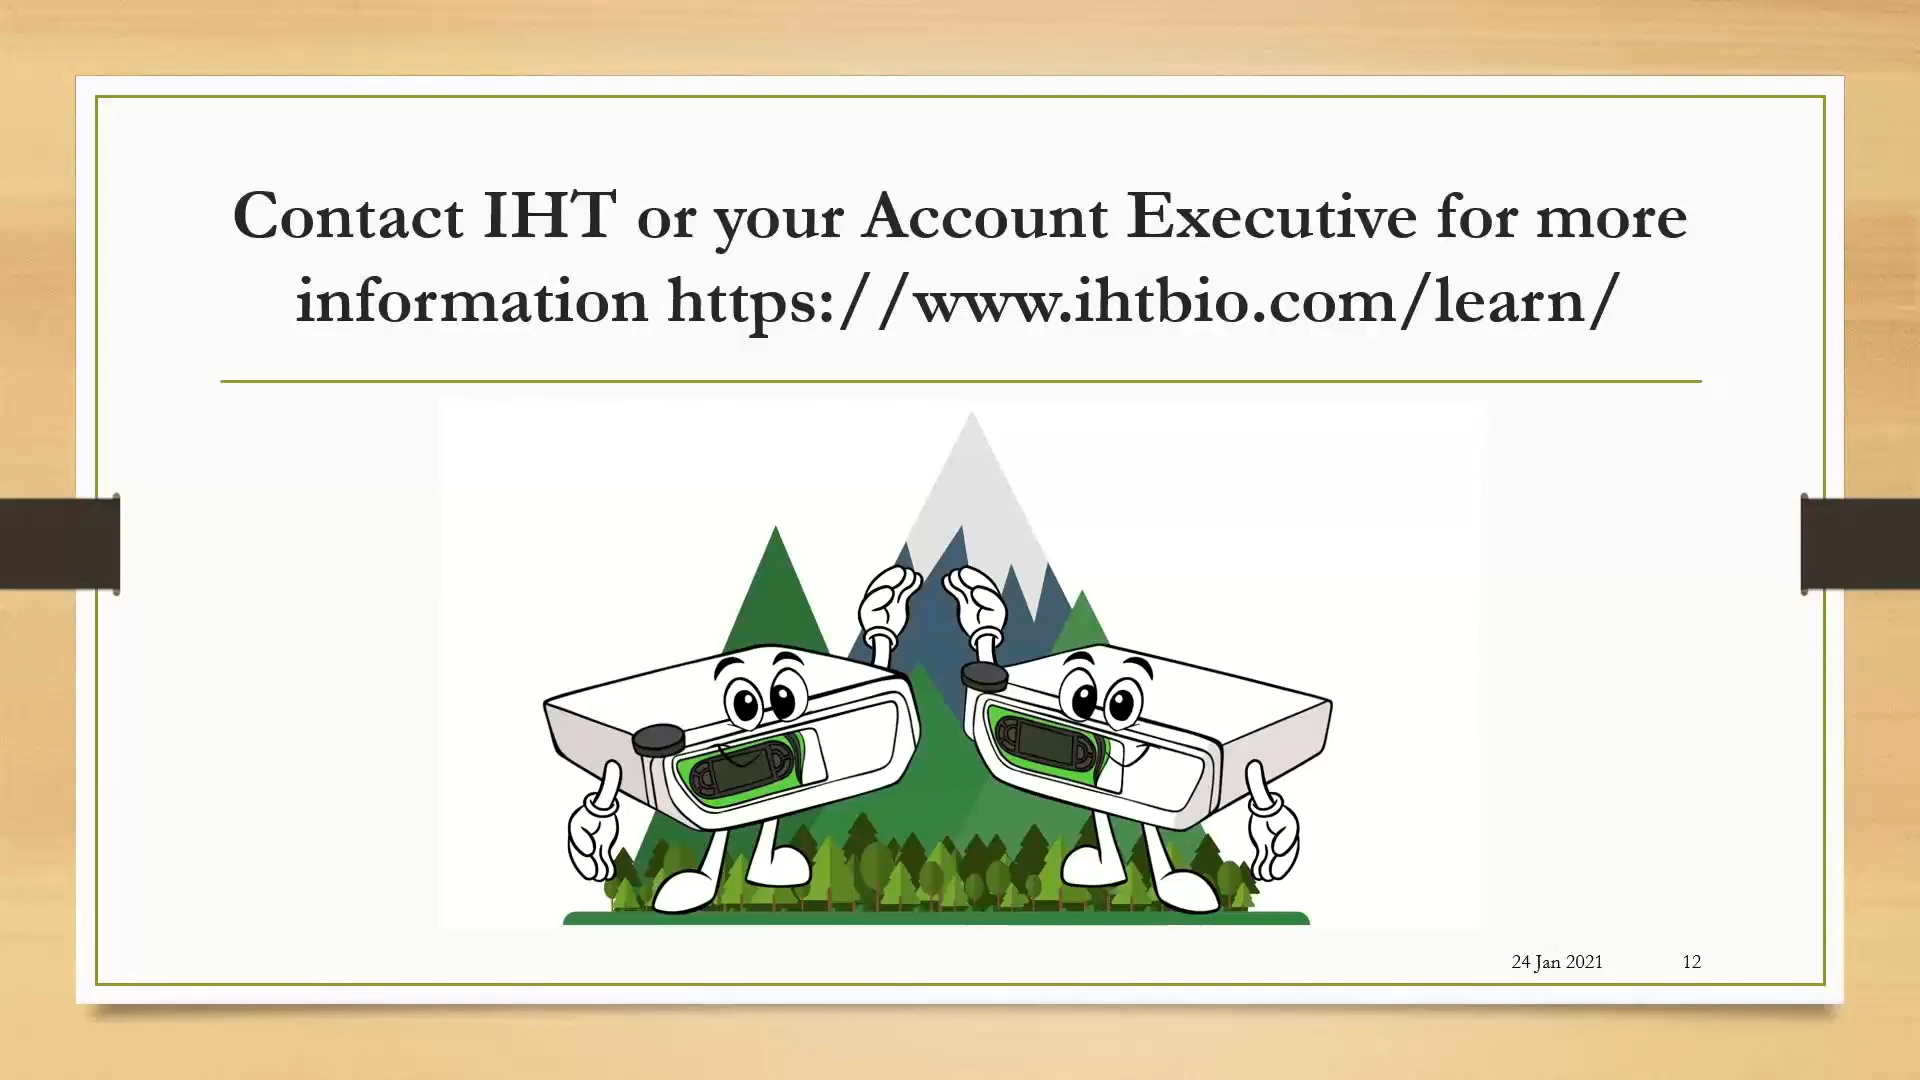 Contact IHT or your Account Executive for more
information https://www.ihtbio.com/learn/
24 Jan 2021 12